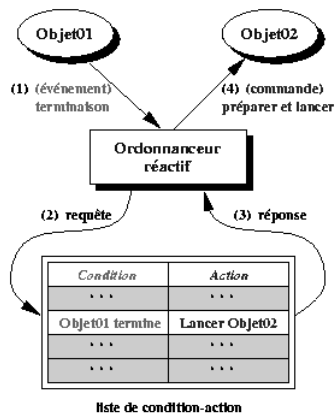 Objet01
Objet02
(1) (événement)
terminaison
(4) (commande)
préparer et lancer
Ordonnanceur
réactif
(2) requête
(3) réponse
Condition
Action
. . .
. . .
Objet01 termine
Lancer Objet02
. . .
. . .
. . .
. . .
liste de condition-action